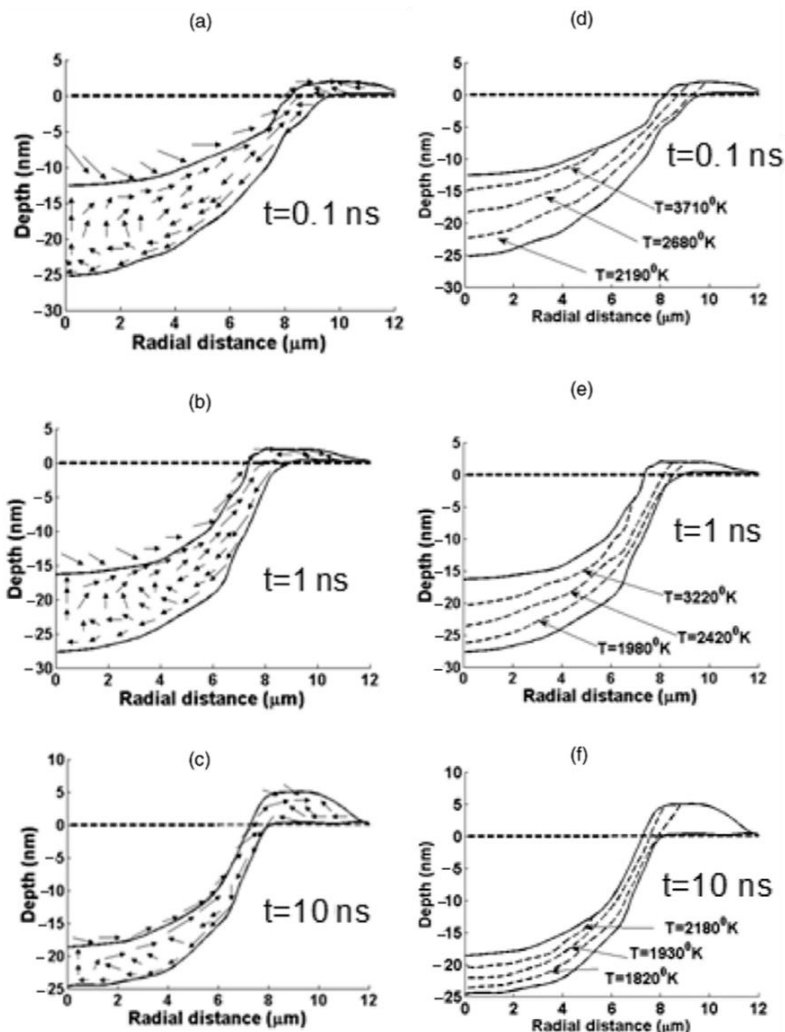 (a)
5
0
−5
−10
−15
−20
−25
−30
Depth (nm)
t=0.1 ns
0 2 4 6 8 10 12
Radial distance (μm)
(d)
5
0
−5
−10
−15
−20
−25
−30
Depth (nm)
t=0.1 ns
T=3710⁰K
T=2680⁰K
T=2190⁰K
0 2 4 6 8 10 12
Radial distance (μm)
(b)
5
0
−5
−10
−15
−20
−25
−30
Depth (nm)
t=1 ns
0 2 4 6 8 10 12
Radial distance (μm)
(e)
5
0
−5
−10
−15
−20
−25
−30
Depth (nm)
t=1 ns
T=3220⁰K
T=2420⁰K
T=1980⁰K
0 2 4 6 8 10 12
Radial distance (μm)
(c)
10
5
0
−5
−10
−15
−20
−25
Depth (nm)
t=10 ns
0 2 4 6 8 10 12
Radial distance (μm)
(f)
10
5
0
−5
−10
−15
−20
−25
Depth (nm)
t=10 ns
T=2180⁰K
T=1930⁰K
T=1820⁰K
0 2 4 6 8 10 12
Radial distance (μm)